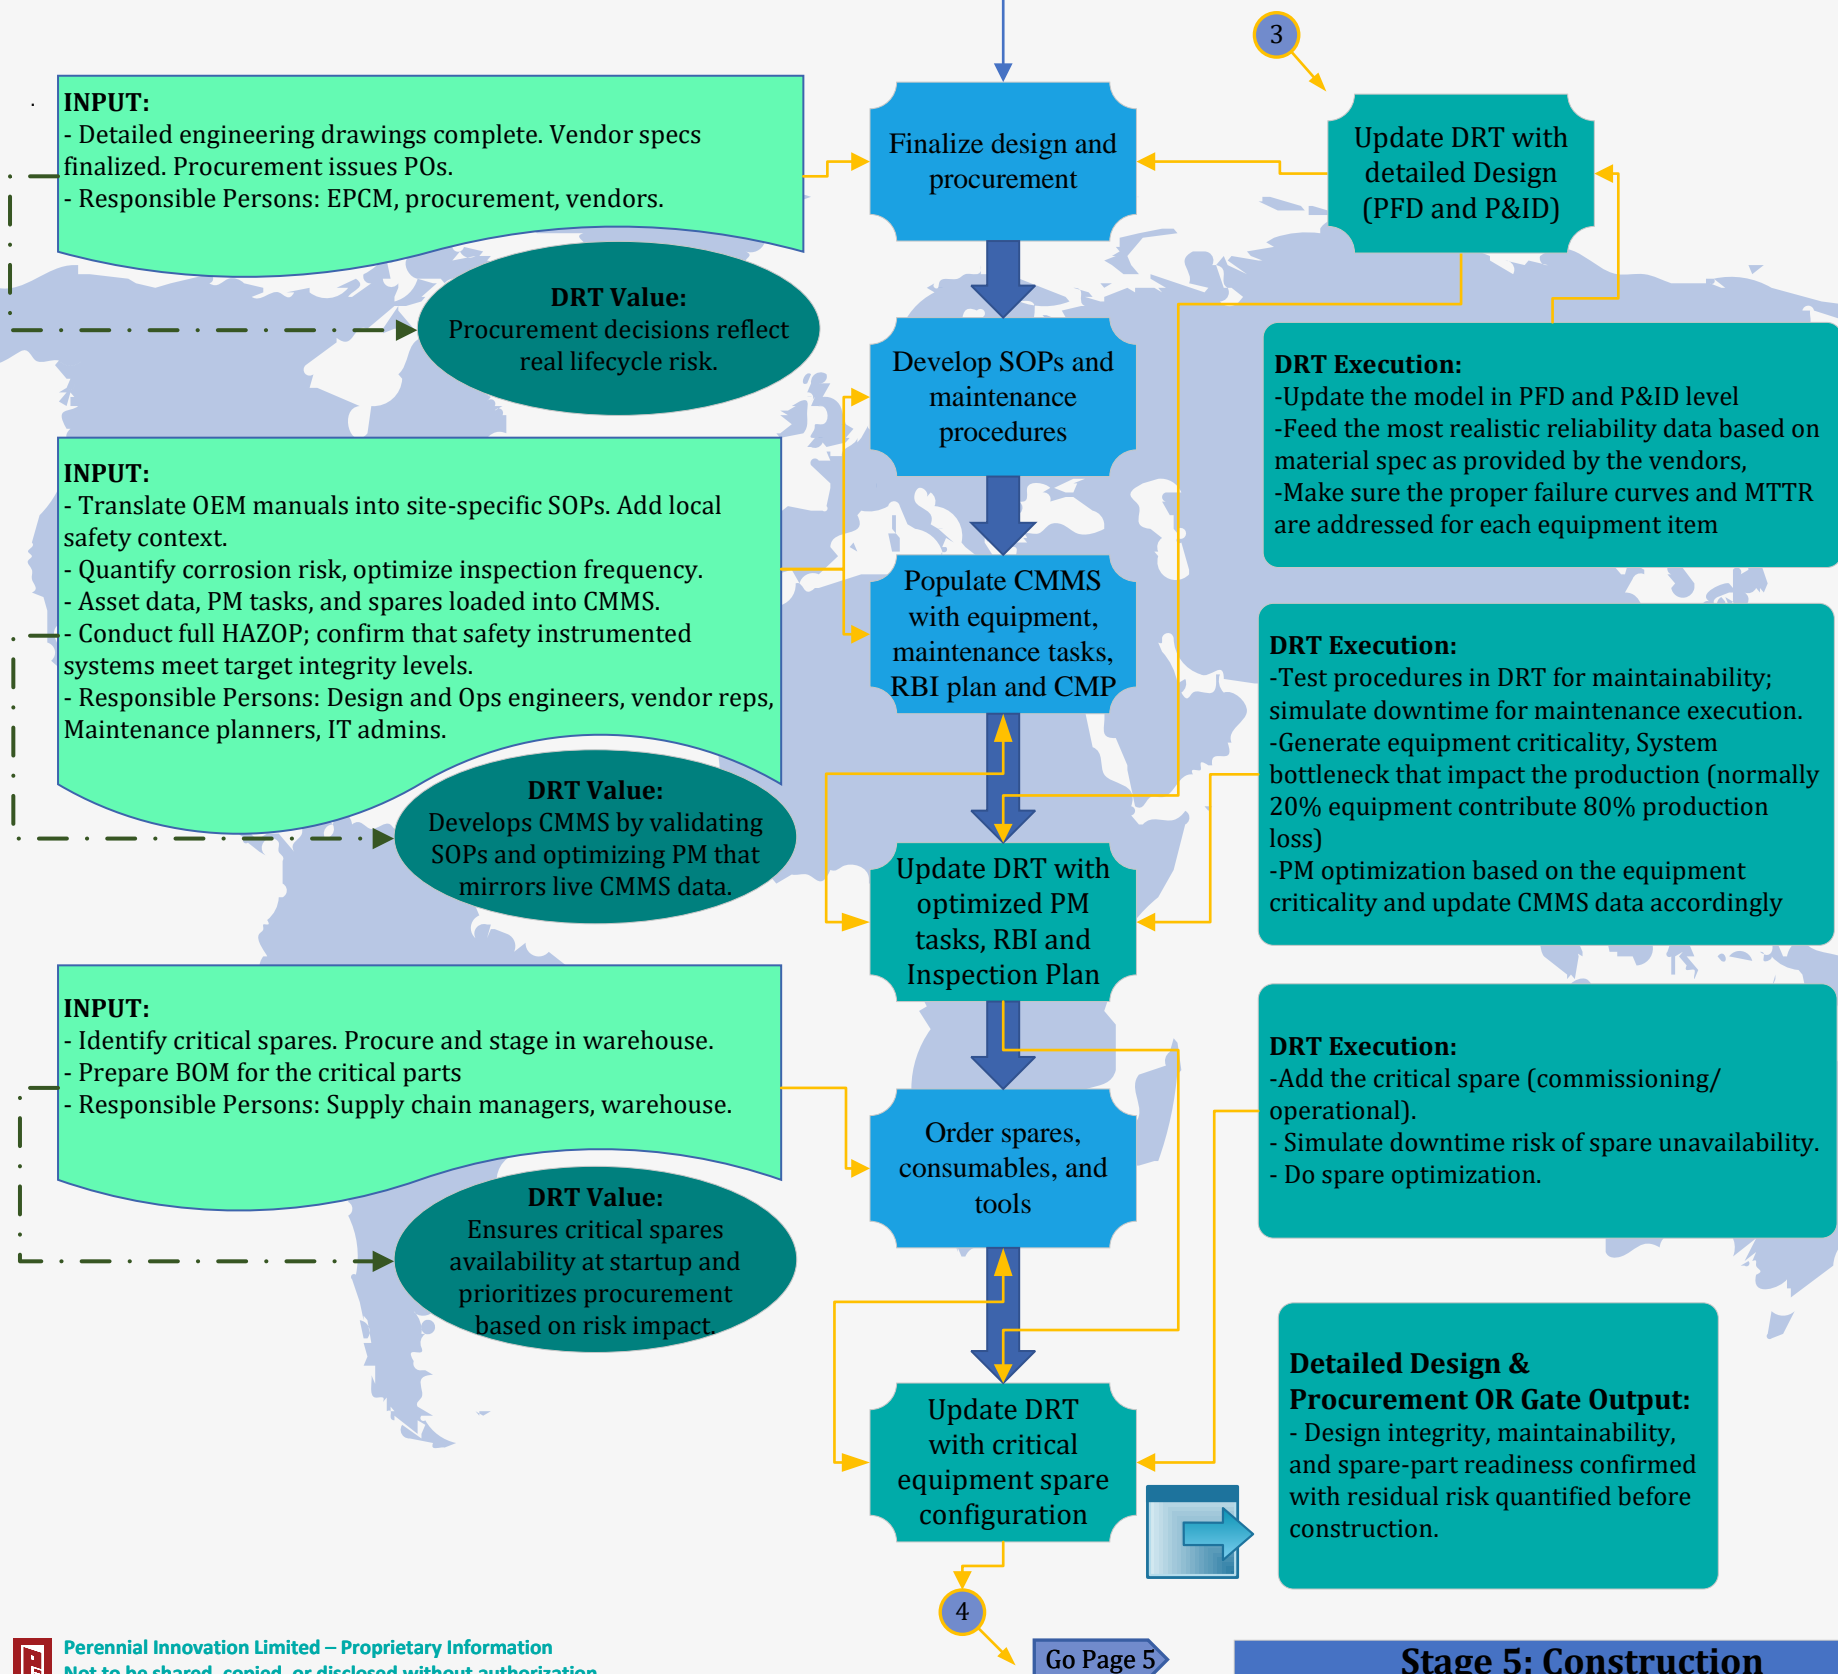 3
INPUT:
- Detailed engineering drawings complete. Vendor specs
finalized. Procurement issues POs.
- Responsible Persons: EPCM, procurement, vendors.
Finalize design and
procurement
Update DRT with
detailed Design
(PFD and P&ID)
DRT Value:
Procurement decisions reflect
real lifecycle risk.
Develop SOPs and
maintenance
procedures
DRT Execution:
-Update the model in PFD and P&ID level
-Feed the most realistic reliability data based on
material spec as provided by the vendors,
-Make sure the proper failure curves and MTTR
are addressed for each equipment item
INPUT:
- Translate OEM manuals into site-specific SOPs. Add local
safety context.
- Quantify corrosion risk, optimize inspection frequency.
- Asset data, PM tasks, and spares loaded into CMMS.
- Conduct full HAZOP; confirm that safety instrumented
systems meet target integrity levels.
- Responsible Persons: Design and Ops engineers, vendor reps,
Maintenance planners, IT admins.
Populate CMMS
with equipment,
maintenance tasks,
RBI plan and CMP
DRT Execution:
-Test procedures in DRT for maintainability;
simulate downtime for maintenance execution.
-Generate equipment criticality, System
bottleneck that impact the production (normally
20% equipment contribute 80% production
loss)
-PM optimization based on the equipment
criticality and update CMMS data accordingly
DRT Value:
Develops CMMS by validating
SOPs and optimizing PM that
mirrors live CMMS data.
Update DRT with
optimized PM
tasks, RBI and
Inspection Plan
INPUT:
- Identify critical spares. Procure and stage in warehouse.
- Prepare BOM for the critical parts
- Responsible Persons: Supply chain managers, warehouse.
Order spares,
consumables, and
tools
DRT Execution:
-Add the critical spare (commissioning/
operational).
- Simulate downtime risk of spare unavailability.
- Do spare optimization.
DRT Value:
Ensures critical spares
availability at startup and
prioritizes procurement
based on risk impact.
Update DRT
with critical
equipment spare
configuration
Detailed Design &
Procurement OR Gate Output:
- Design integrity, maintainability,
and spare-part readiness confirmed
with residual risk quantified before
construction.
4
Perennial Innovation Limited – Proprietary Information
Not to be shared, copied, or disclosed without authorization
Go Page 5
Stage 5: Construction